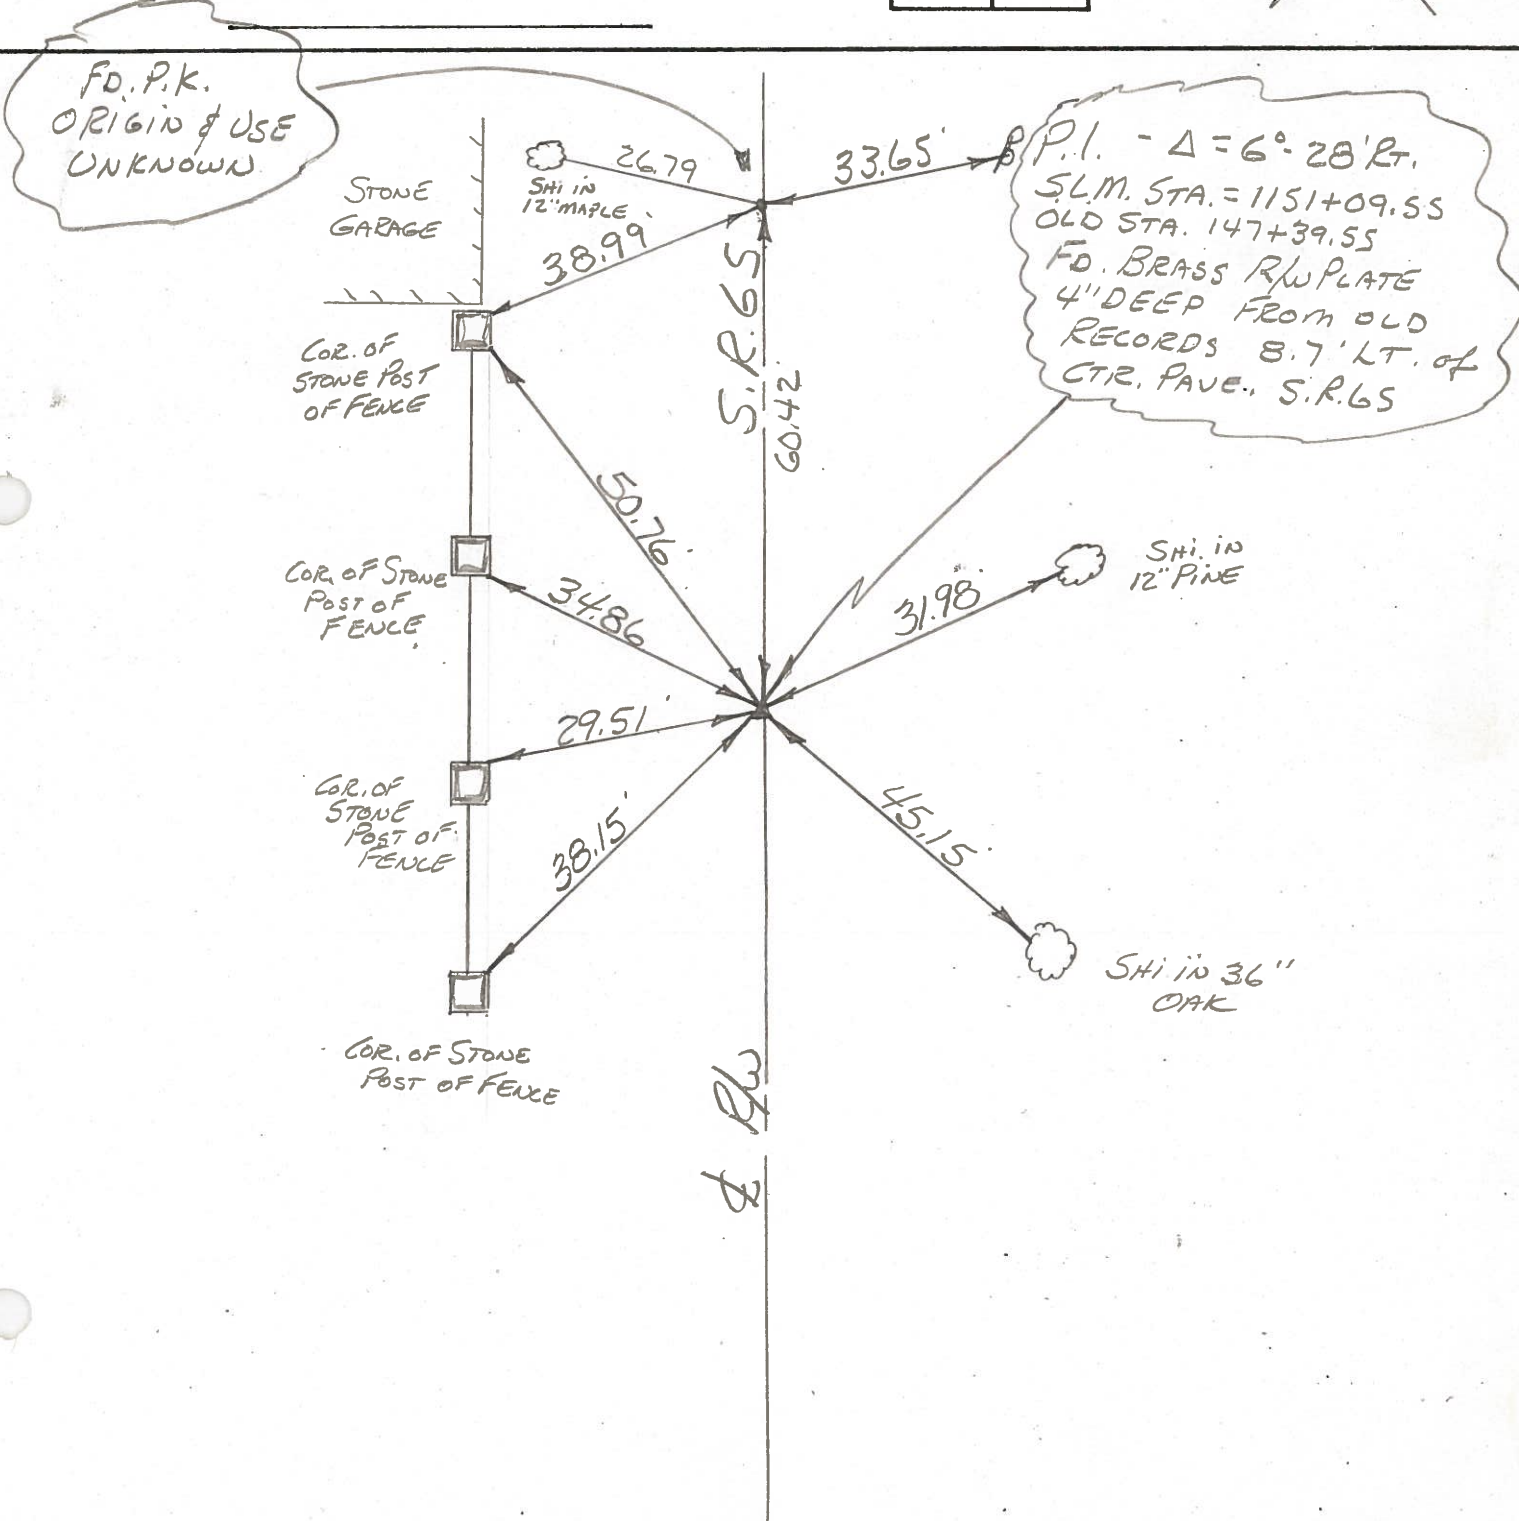 FD. P.K.
ORIGIN & USE
UNKNOWN
STONE
GARAGE
26.79
SHI IN
12" MAPLE
38.99'
33.65'
P.I. - Δ = 6°- 28' RT.
S.L.M. STA. = 1151+09.55
OLD STA. 147+39.55
FD. BRASS R/W PLATE
4" DEEP FROM OLD
RECORDS 8.7' LT. of
CTR. PAVE., S.R.65
S.R.65
60.42'
COR. OF
STONE POST
OF FENCE
50.76'
COR. OF STONE
POST OF
FENCE
34.86
31.98'
SHI. IN
12" PINE
29.51'
COR. OF
STONE
POST OF
FENCE
38.15'
45.15'
SHI IN 36"
OAK
COR. OF STONE
POST OF FENCE
℄ R/W